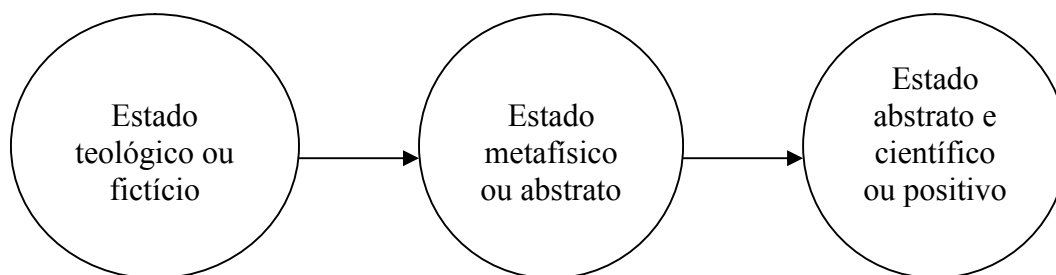 Estado
teológico ou
fictício
Estado
metafísico
ou abstrato
Estado
abstrato e
científico
ou positivo